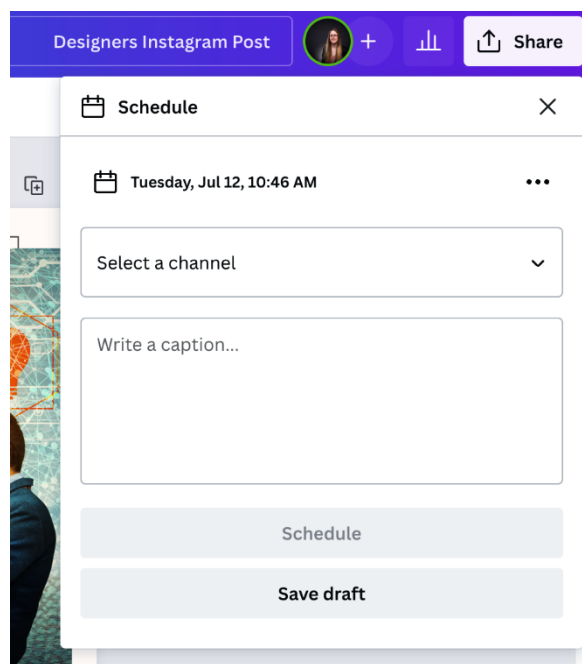 Designers Instagram Post
Share
Schedule
Tuesday, Jul 12, 10:46 AM
Select a channel
Write a caption...
Schedule
Save draft